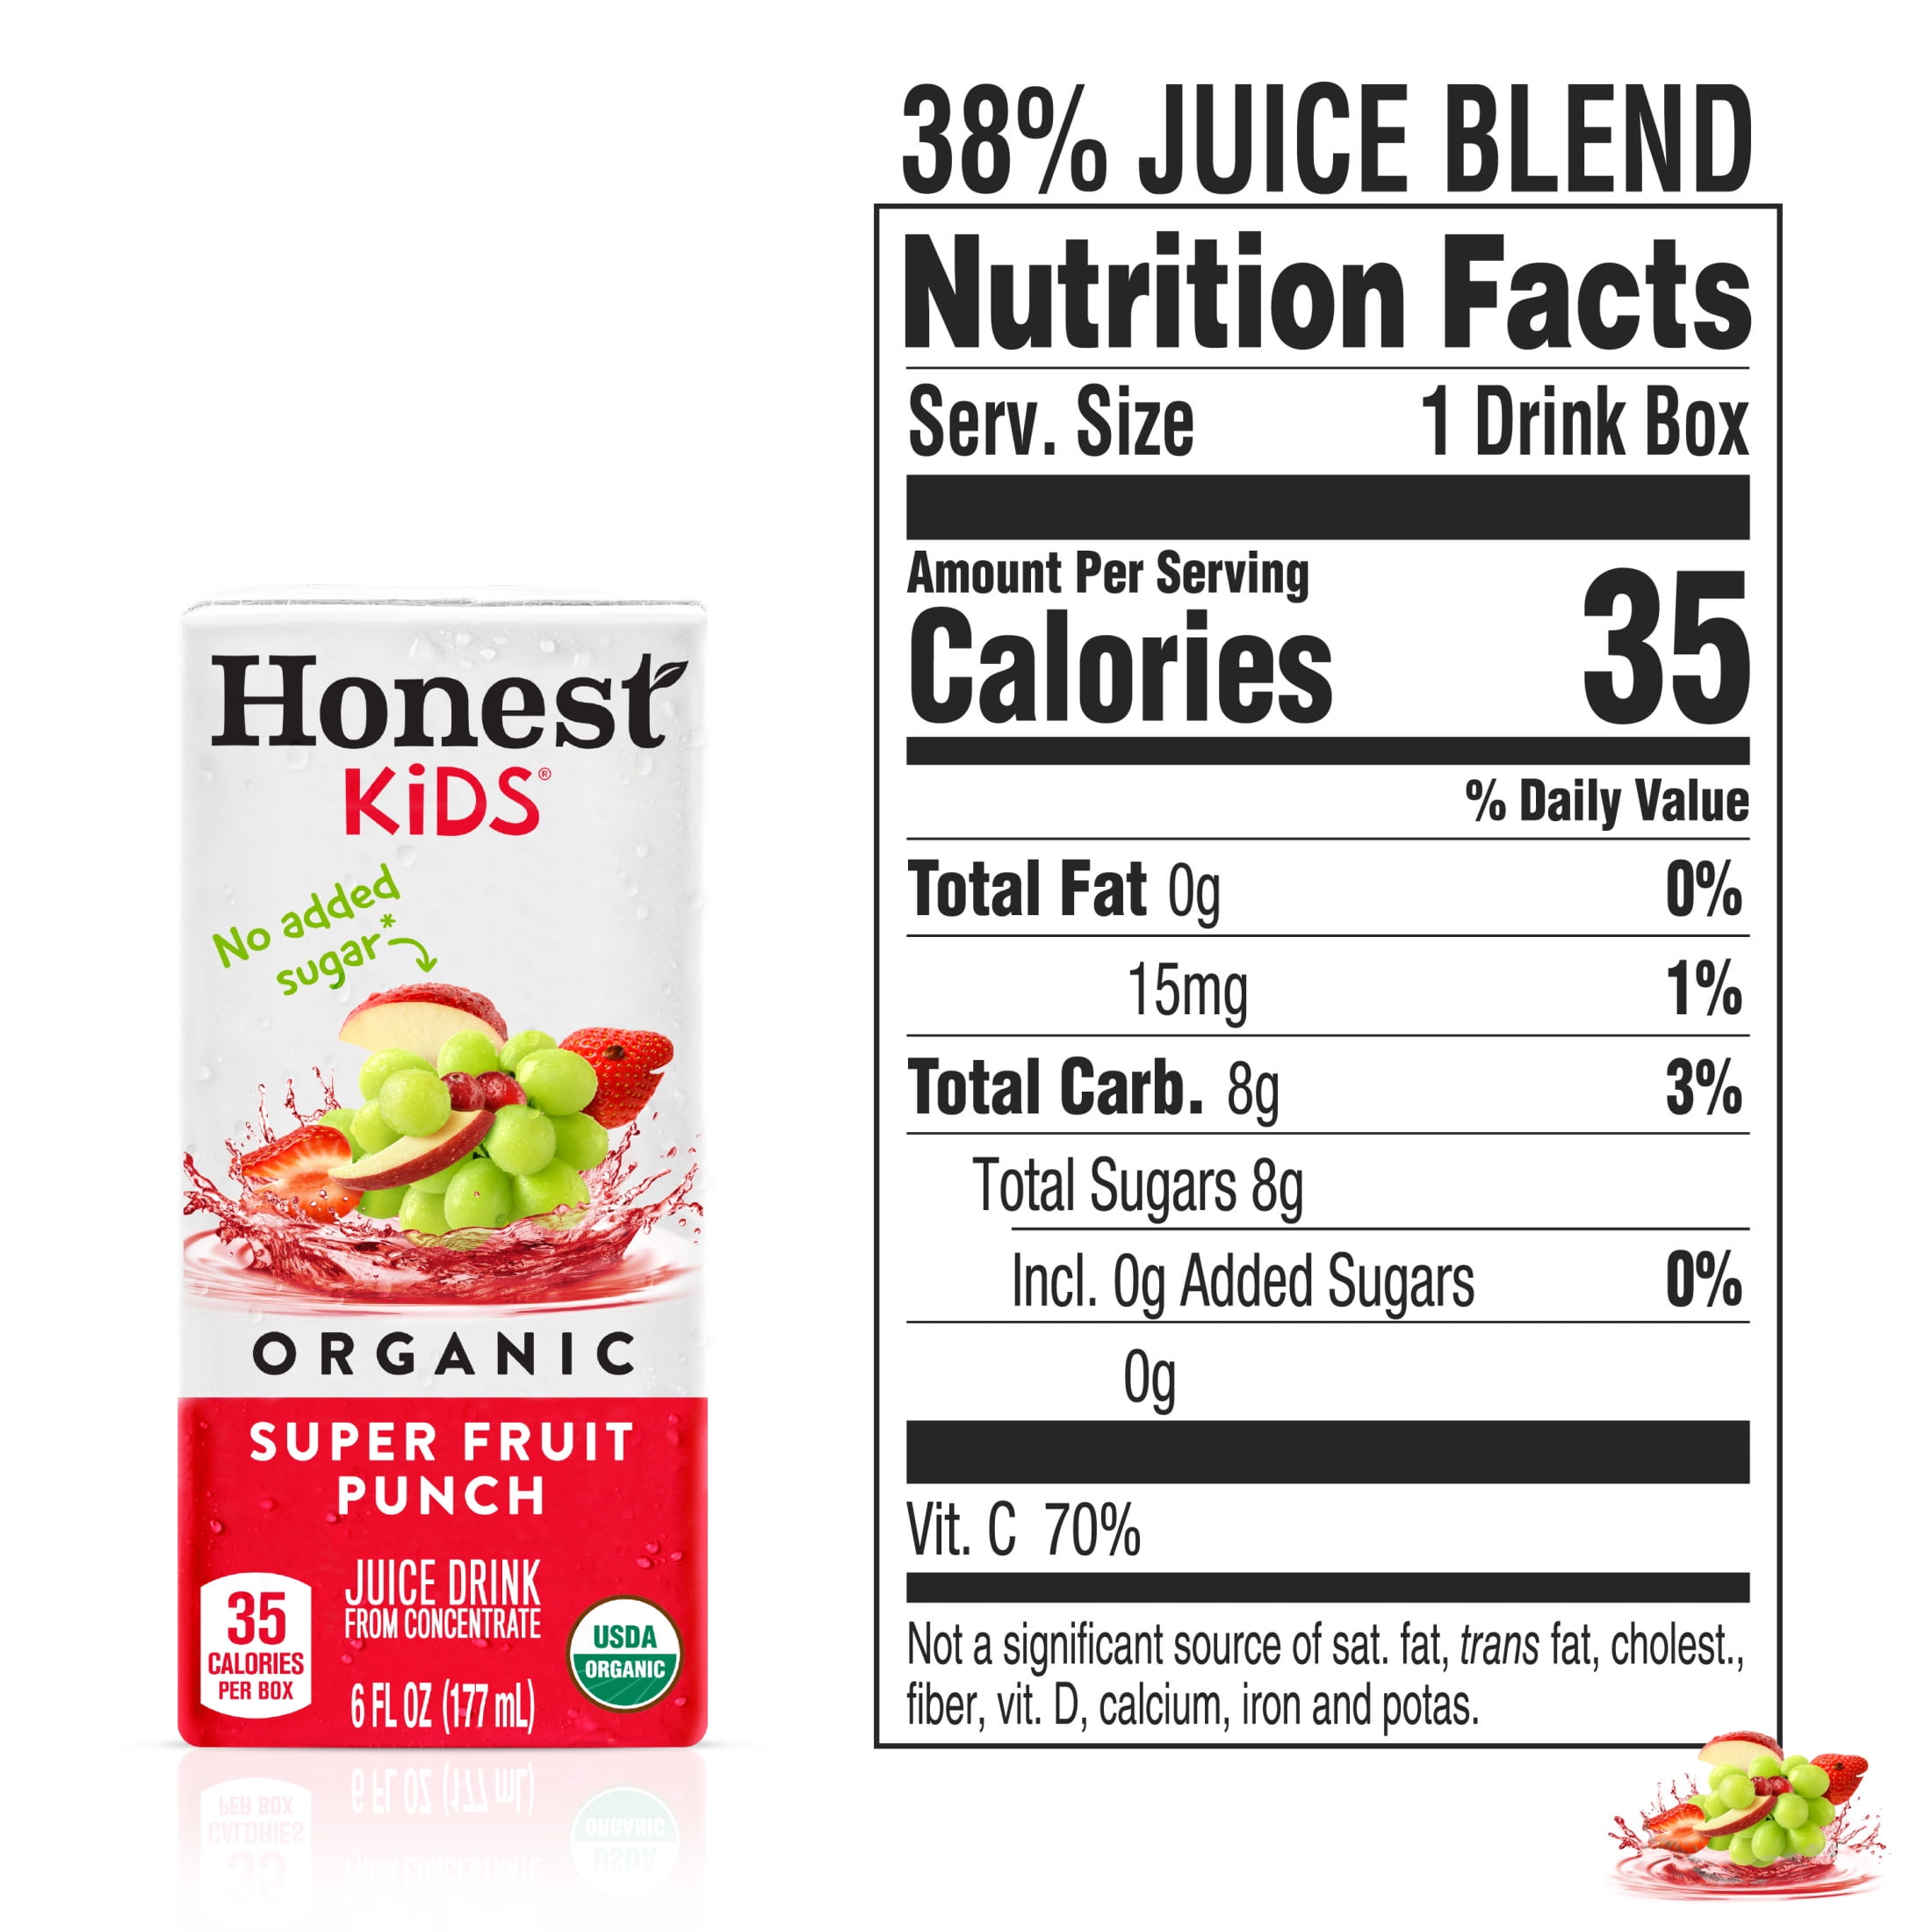 Honest
KiDS®
No added
sugar*
ORGANIC
SUPER FRUIT
PUNCH
JUICE DRINK
FROM CONCENTRATE
6 FL OZ (177 mL)
35
CALORIES
PER BOX
USDA
ORGANIC
38% JUICE BLEND
Nutrition Facts
Serv. Size 1 Drink Box
Amount Per Serving
Calories 35
% Daily Value
Total Fat 0g 0%
15mg 1%
Total Carb. 8g 3%
Total Sugars 8g
Incl. 0g Added Sugars 0%
0g
Vit. C 70%
Not a significant source of sat. fat, trans fat, cholest.,
fiber, vit. D, calcium, iron and potas.